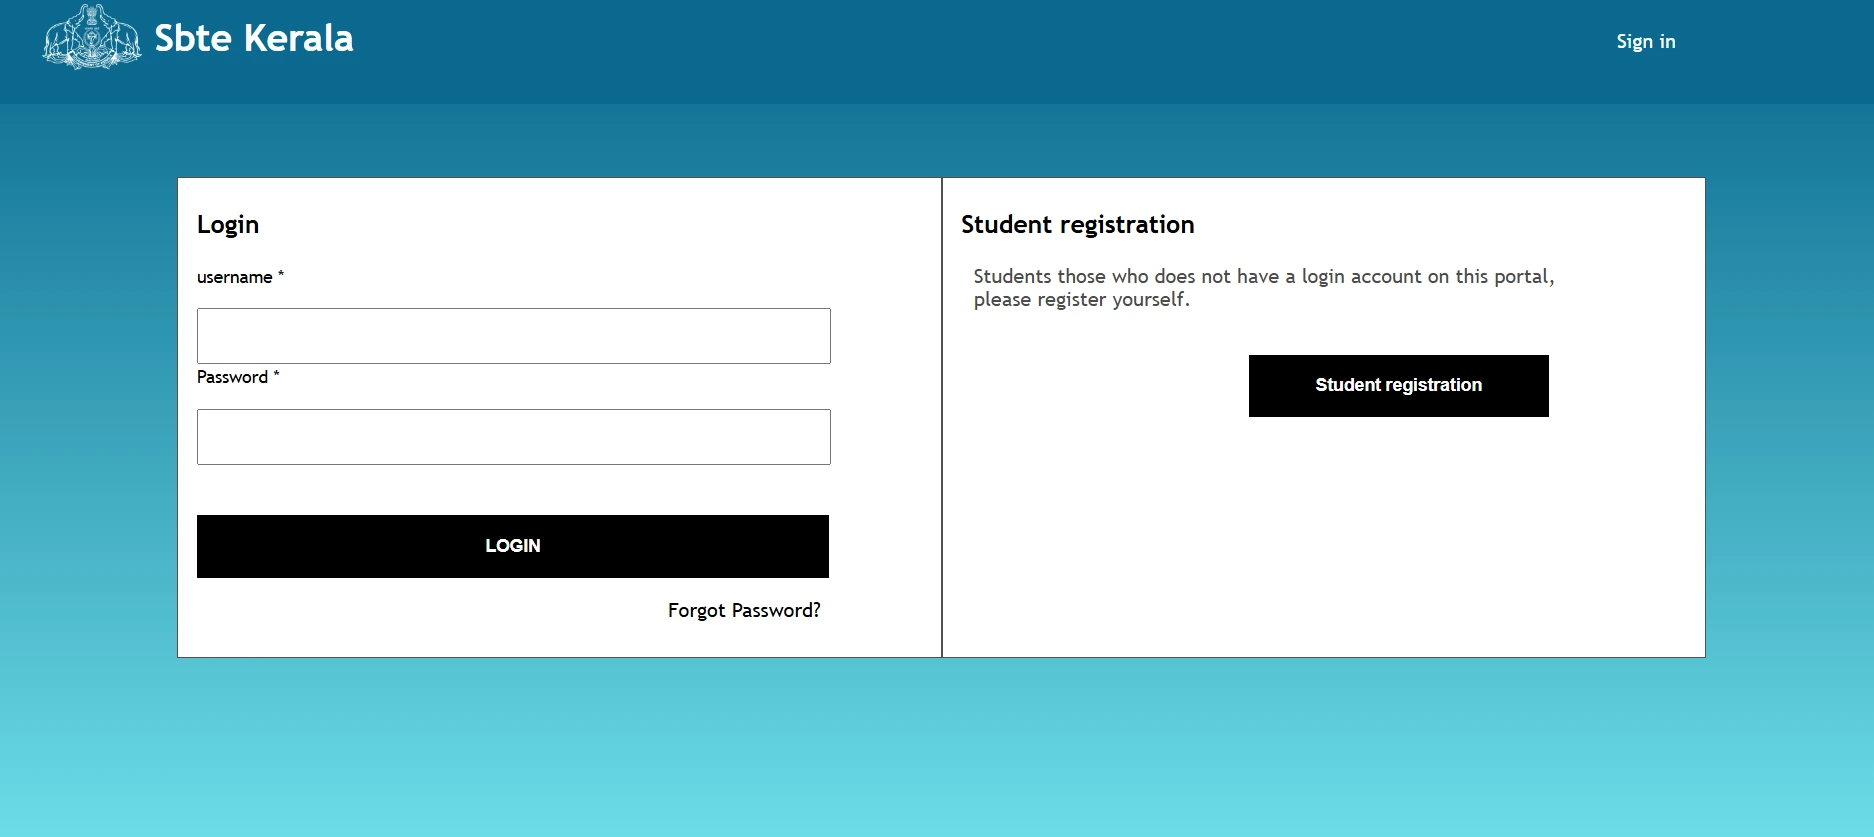 Sbte Kerala
Sign in
Login
username *
Password *
LOGIN
Forgot Password?
Student registration
Students those who does not have a login account on this portal,
please register yourself.
Student registration